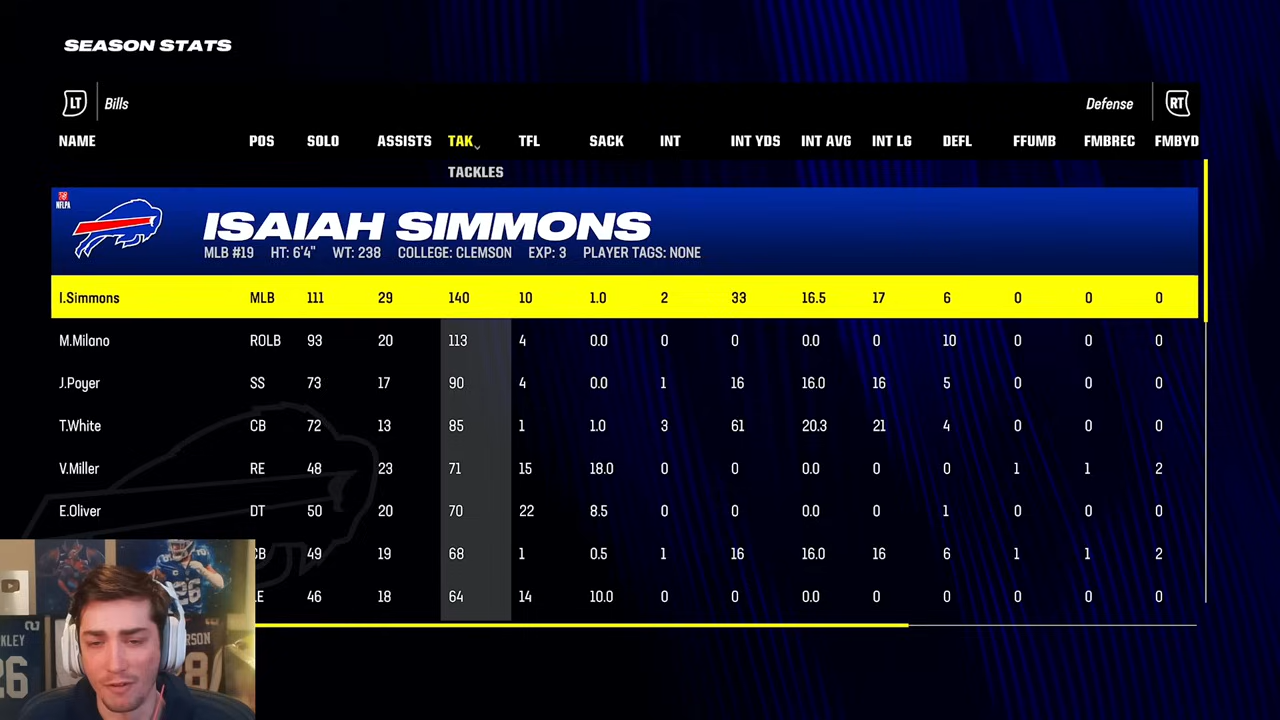 SEASON STATS
LT Bills Defense RT
NAME POS SOLO ASSISTS TAK TFL SACK INT INT YDS INT AVG INT LG DEFL FFUMB FMBREC FMBYD
TACKLES
NFLPA
ISAIAH SIMMONS
MLB #19 HT: 6'4" WT: 238 COLLEGE: CLEMSON EXP: 3 PLAYER TAGS: NONE
I.Simmons MLB 111 29 140 10 1.0 2 33 16.5 17 6 0 0 0
M.Milano ROLB 93 20 113 4 0.0 0 0 0.0 0 10 0 0 0
J.Poyer SS 73 17 90 4 0.0 1 16 16.0 16 5 0 0 0
T.White CB 72 13 85 1 1.0 3 61 20.3 21 4 0 0 0
V.Miller RE 48 23 71 15 18.0 0 0 0.0 0 0 1 1 2
E.Oliver DT 50 20 70 22 8.5 0 0 0.0 0 1 0 0 0
CB 49 19 68 1 0.5 1 16 16.0 16 6 1 1 2
LE 46 18 64 14 10.0 0 0 0.0 0 0 0 0 0
26
KLEY
26
RSON
8